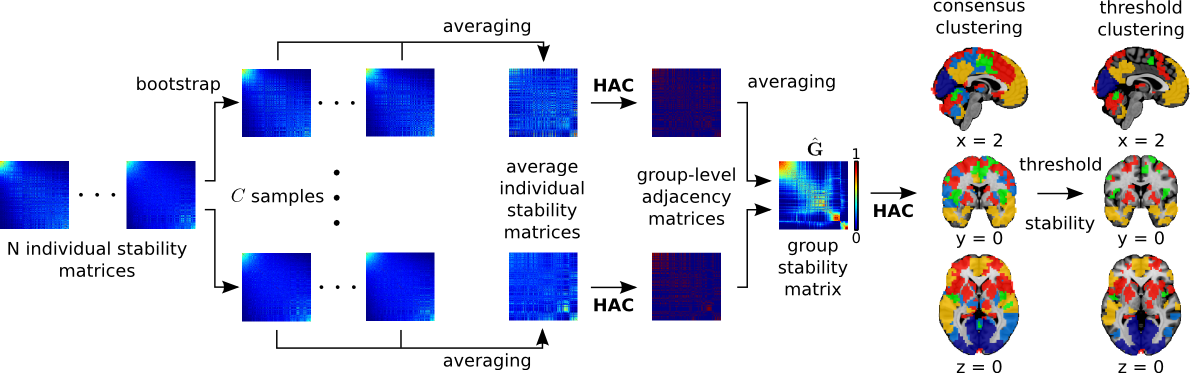 averaging
bootstrap
C samples
N individual stability
matrices
averaging
HAC
average
individual
stability
matrices
HAC
group-level
adjacency
matrices
averaging
Ĝ
1
0
group
stability
matrix
HAC
consensus
clustering
x = 2
y = 0
z = 0
threshold
stability
threshold
clustering
x = 2
y = 0
z = 0